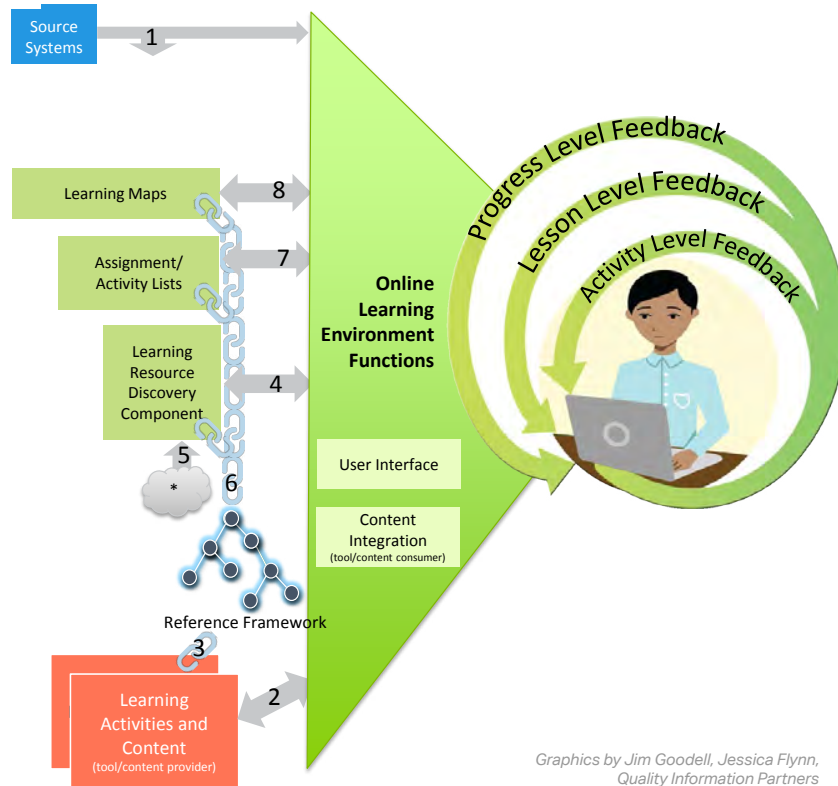 Source
Systems
1
Learning Maps
8
Assignment/
Activity Lists
7
Learning
Resource
Discovery
Component
4
5
*
6
Reference Framework
3
Learning
Activities and
Content
(tool/content provider)
2
Online
Learning
Environment
Functions
User Interface
Content
Integration
(tool/content consumer)
Progress Level Feedback
Lesson Level Feedback
Activity Level Feedback
Graphics by Jim Goodell, Jessica Flynn,
Quality Information Partners